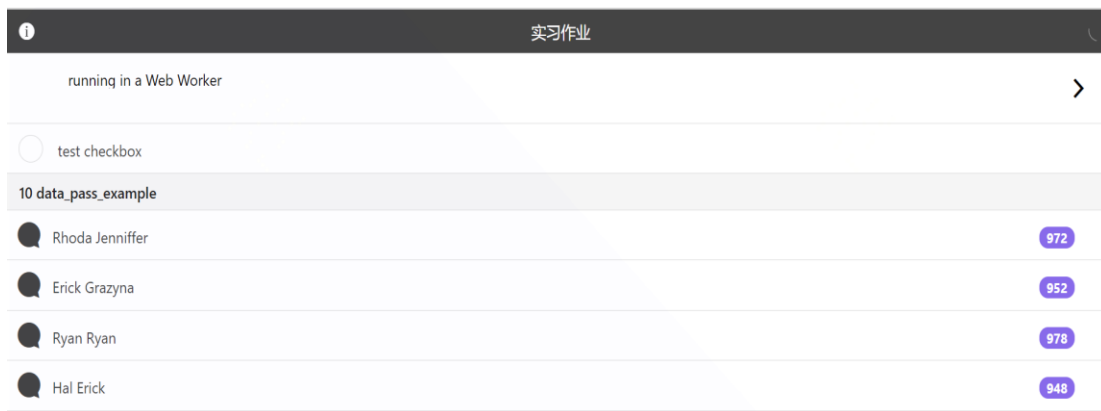 实习作业
running in a Web Worker
test checkbox
10 data_pass_example
Rhoda Jenniffer 972
Erick Grazyna 952
Ryan Ryan 978
Hal Erick 948